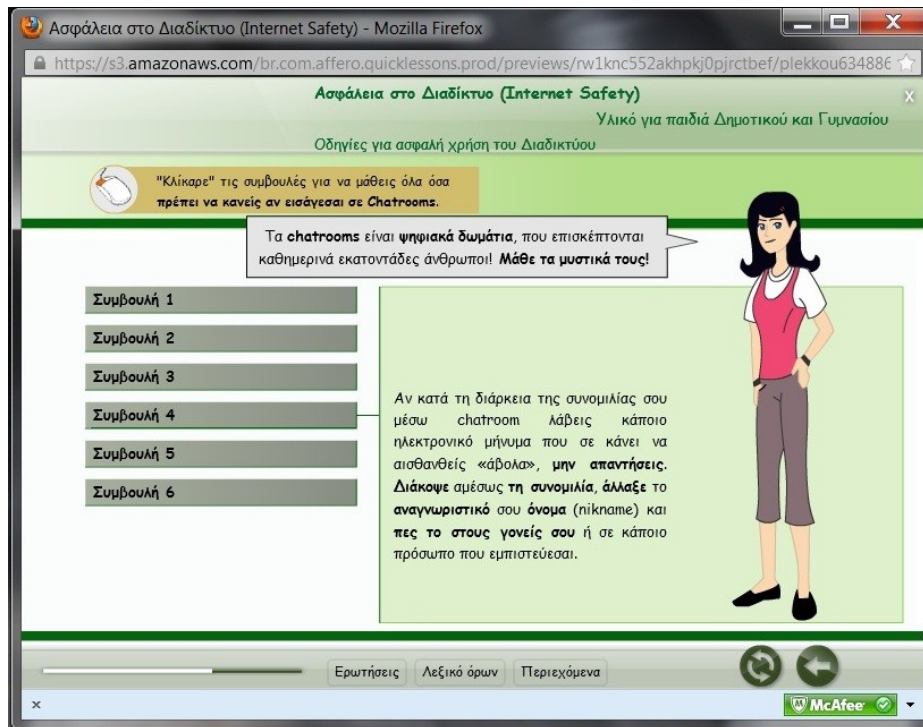 Ασφάλεια στο Διαδίκτυο (Internet Safety) - Mozilla Firefox
https://s3.amazonaws.com/br.com.affero.quicklessons.prod/previews/rw1knc552akhpkj0pjrctbef/plekkou634886
Ασφάλεια στο Διαδίκτυο (Internet Safety)
Υλικό για παιδιά Δημοτικού και Γυμνασίου
Οδηγίες για ασφαλή χρήση του Διαδικτύου
"Κλίκαρε" τις συμβουλές για να μάθεις όλα όσα
πρέπει να κανείς αν εισάγεσαι σε Chatrooms.
Τα chatrooms είναι ψηφιακά δωμάτια, που επισκέπτονται
καθημερινά εκατοντάδες άνθρωποι! Μάθε τα μυστικά τους!
Συμβουλή 1
Συμβουλή 2
Συμβουλή 3
Συμβουλή 4
Συμβουλή 5
Συμβουλή 6
Αν κατά τη διάρκεια της συνομιλίας σου
μέσω chatroom λάβεις κάποιο
ηλεκτρονικό μήνυμα που σε κάνει να
αισθανθείς «άβολα», μην απαντήσεις.
Διάκοψε αμέσως τη συνομιλία, άλλαξε το
αναγνωριστικό σου όνομα (nikname) και
πες το στους γονείς σου ή σε κάποιο
πρόσωπο που εμπιστεύεσαι.
Ερωτήσεις
Λεξικό όρων
Περιεχόμενα
McAfee